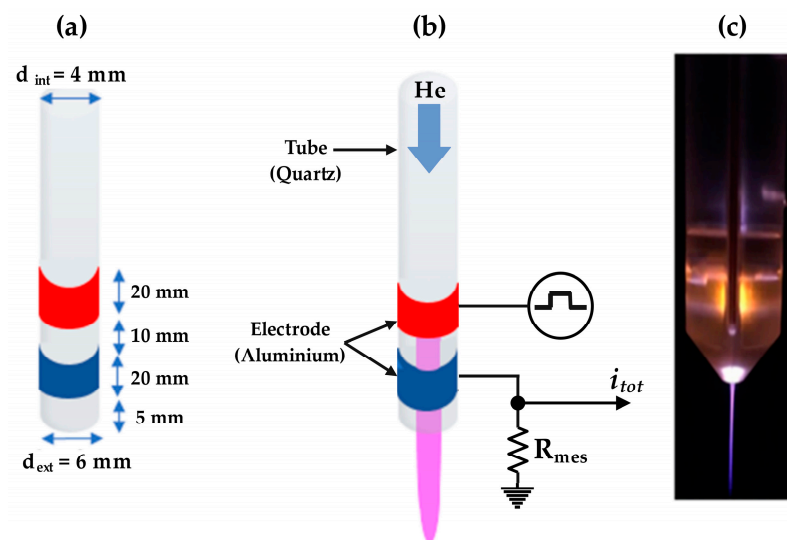 (a)
(b)
(c)
d int = 4 mm
He
Tube
(Quartz)
20 mm
10 mm
20 mm
5 mm
Electrode
(Aluminium)
i tot
R mes
d ext = 6 mm